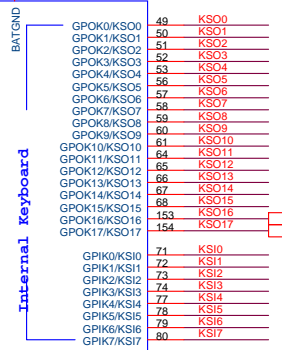 BATGND
Internal Keyboard
GPOK0/KSO0 49 KSO0
GPOK1/KSO1 50 KSO1
GPOK2/KSO2 51 KSO2
GPOK3/KSO3 52 KSO3
GPOK4/KSO4 53 KSO4
GPOK5/KSO5 56 KSO5
GPOK6/KSO6 57 KSO6
GPOK7/KSO7 58 KSO7
GPOK8/KSO8 59 KSO8
GPOK9/KSO9 60 KSO9
GPOK10/KSO10 61 KSO10
GPOK11/KSO11 64 KSO11
GPOK12/KSO12 65 KSO12
GPOK13/KSO13 66 KSO13
GPOK14/KSO14 67 KSO14
GPOK15/KSO15 68 KSO15
GPOK16/KSO16 153 KSO16
GPOK17/KSO17 154 KSO17
GPIK0/KSI0 71 KSI0
GPIK1/KSI1 72 KSI1
GPIK2/KSI2 73 KSI2
GPIK3/KSI3 74 KSI3
GPIK4/KSI4 77 KSI4
GPIK5/KSI5 78 KSI5
GPIK6/KSI6 79 KSI6
GPIK7/KSI7 80 KSI7